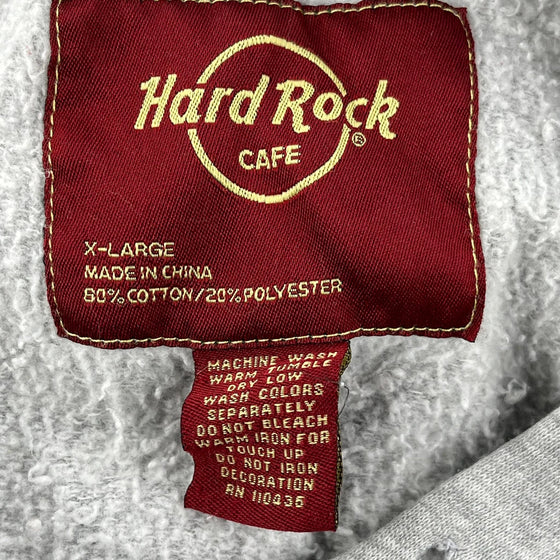 Hard Rock
®
CAFE
X-LARGE
MADE IN CHINA
80% COTTON/20% POLYESTER
MACHINE WASH
WARM TUMBLE
DRY LOW
WASH COLORS
SEPARATELY
DO NOT BLEACH
WARM IRON FOR
TOUCH UP
DO NOT IRON
DECORATION
RN 110435